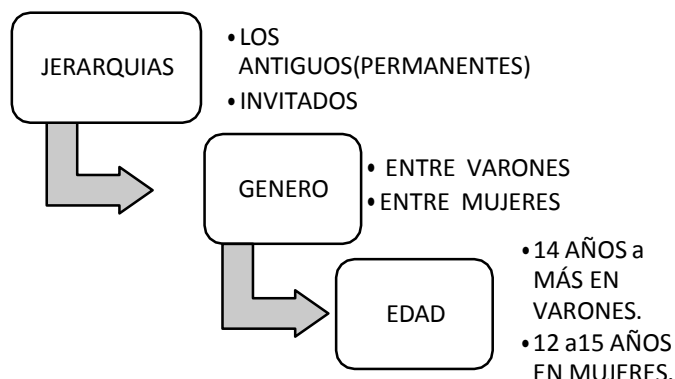 JERARQUIAS
• LOS
ANTIGUOS(PERMANENTES)
• INVITADOS
GENERO
• ENTRE VARONES
• ENTRE MUJERES
EDAD
• 14 AÑOS a
MÁS EN
VARONES.
• 12 a15 AÑOS
EN MUJERES.